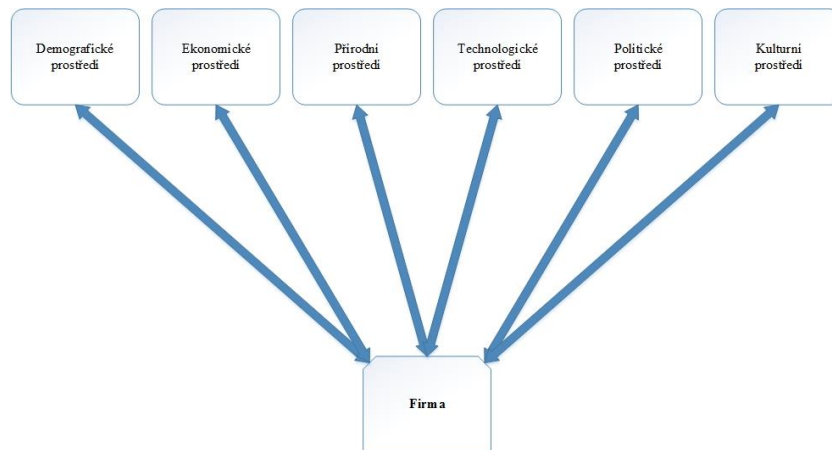 Demografické
prostředí
Ekonomické
prostředí
Přírodní
prostředí
Technologické
prostředí
Politické
prostředí
Kulturní
prostředí
Firma